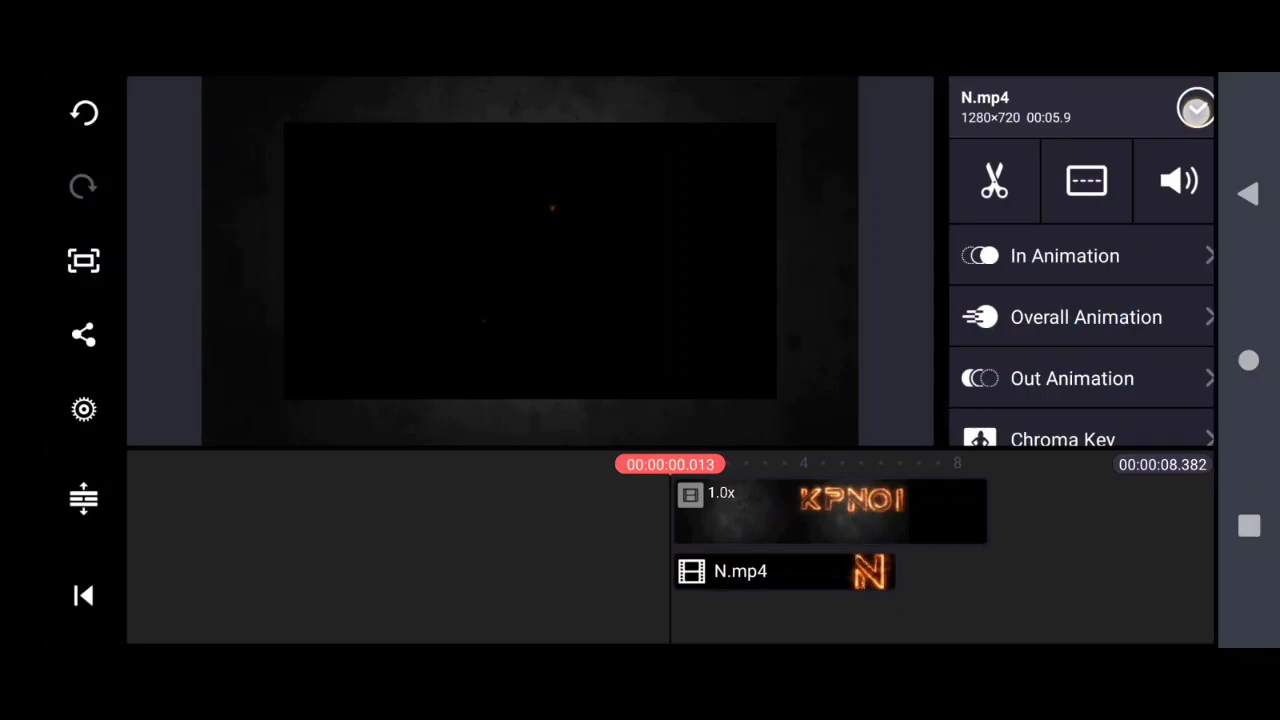 N.mp4
1280×720 00:05.9
In Animation
Overall Animation
Out Animation
Chroma Key
00:00:00.013
4
8
00:00:08.382
1.0x
KPNOI
N.mp4
N